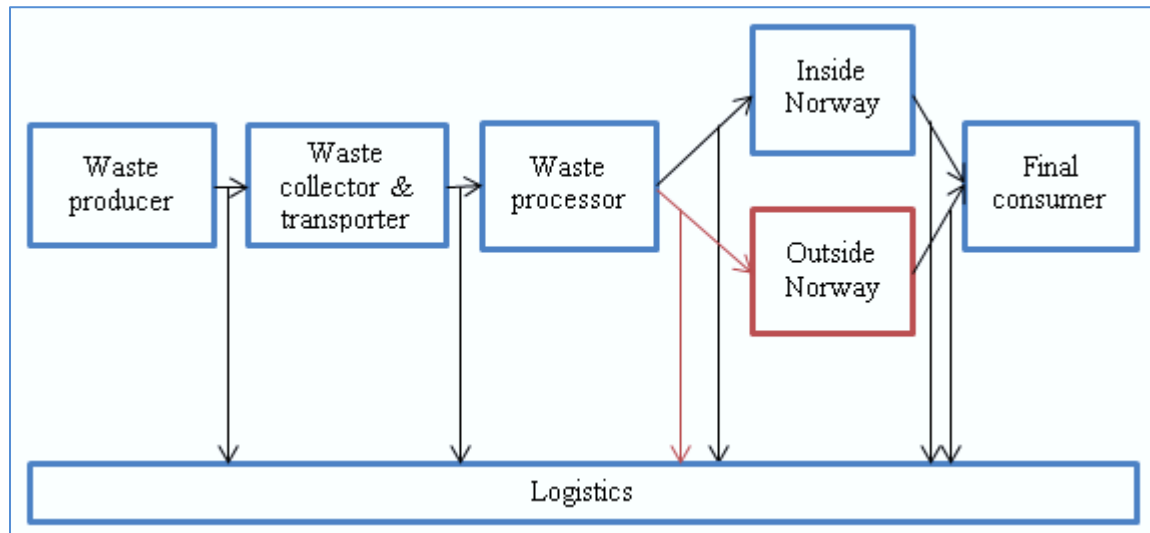 Waste
producer
Waste
collector &
transporter
Waste
processor
Inside
Norway
Outside
Norway
Final
consumer
Logistics